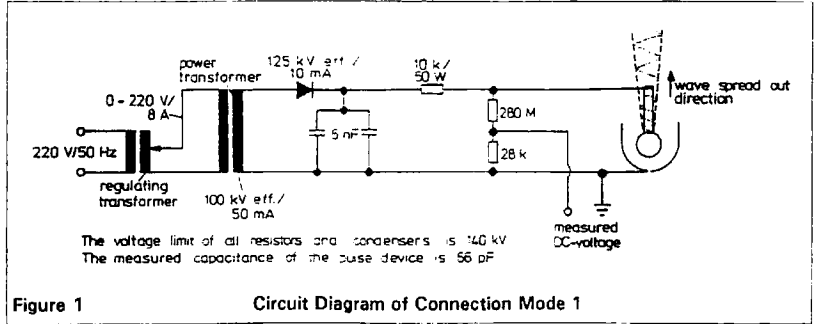 power
transformer
125 kV eff./
10 mA
10 k/
50 W
wave spread out
direction
0 - 220 V/
8 A
280 M
5 nF
220 V/50 Hz
28 k
regulating
transformer
100 kV eff./
50 mA
measured
DC-voltage
The voltage limit of all resistors and condensers is 140 kV
The measured capacitance of the pulse device is 56 pF
Figure 1 Circuit Diagram of Connection Mode 1